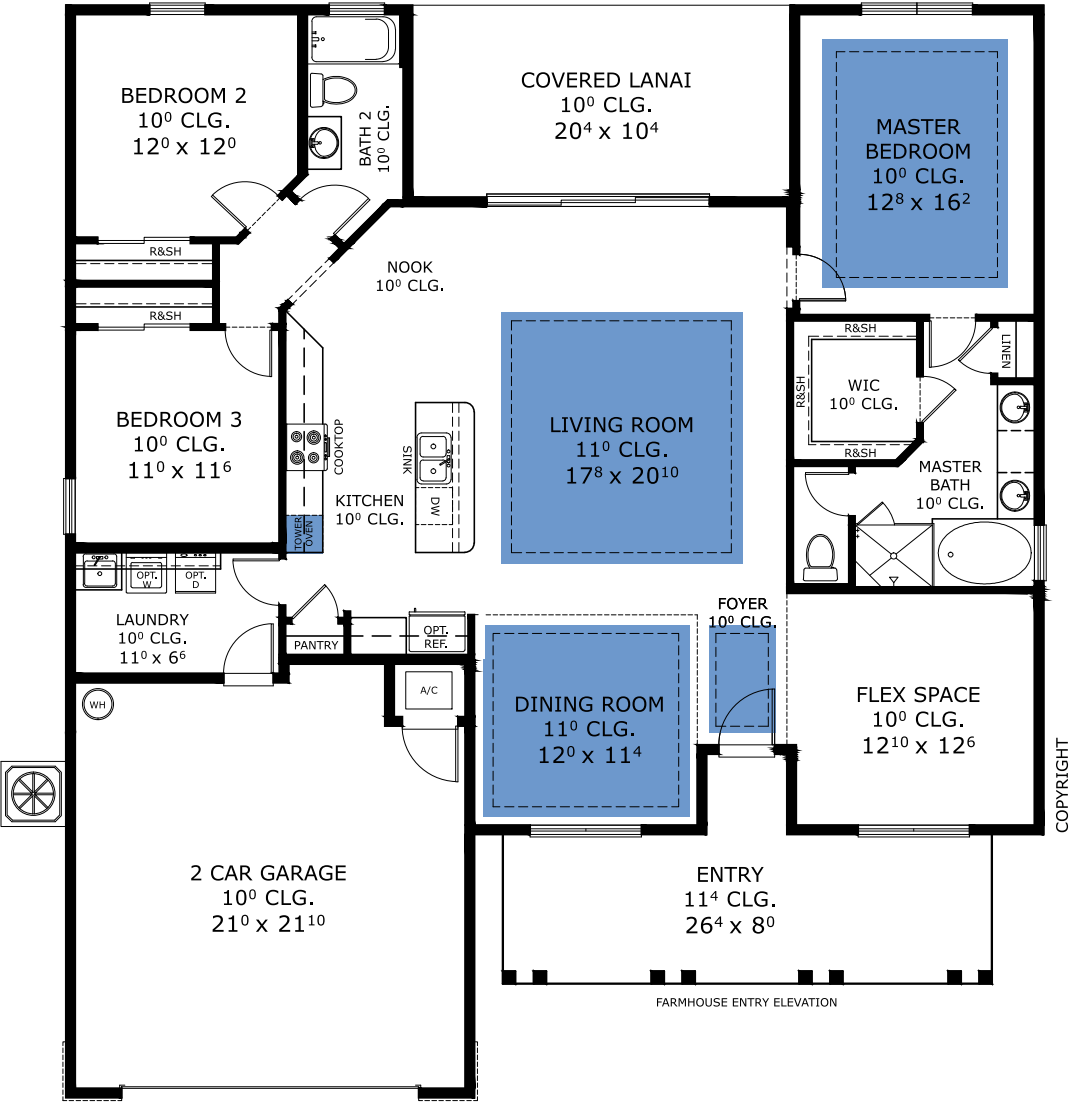 BEDROOM 2
10⁰ CLG.
12⁰ x 12⁰
BATH 2
10⁰ CLG.
COVERED LANAI
10⁰ CLG.
20⁴ x 10⁴
MASTER
BEDROOM
10⁰ CLG.
12⁸ x 16²
R&SH
R&SH
NOOK
10⁰ CLG.
BEDROOM 3
10⁰ CLG.
11⁰ x 11⁶
COOKTOP
SINK
DW
KITCHEN
10⁰ CLG.
TOWER
OVEN
LIVING ROOM
11⁰ CLG.
17⁸ x 20¹⁰
R&SH
R&SH
WIC
10⁰ CLG.
R&SH
LINEN
MASTER
BATH
10⁰ CLG.
OPT.
W
OPT.
D
LAUNDRY
10⁰ CLG.
11⁰ x 6⁶
PANTRY
OPT.
REF.
FOYER
10⁰ CLG.
WH
A/C
DINING ROOM
11⁰ CLG.
12⁰ x 11⁴
FLEX SPACE
10⁰ CLG.
12¹⁰ x 12⁶
COPYRIGHT
2 CAR GARAGE
10⁰ CLG.
21⁰ x 21¹⁰
ENTRY
11⁴ CLG.
26⁴ x 8⁰
FARMHOUSE ENTRY ELEVATION